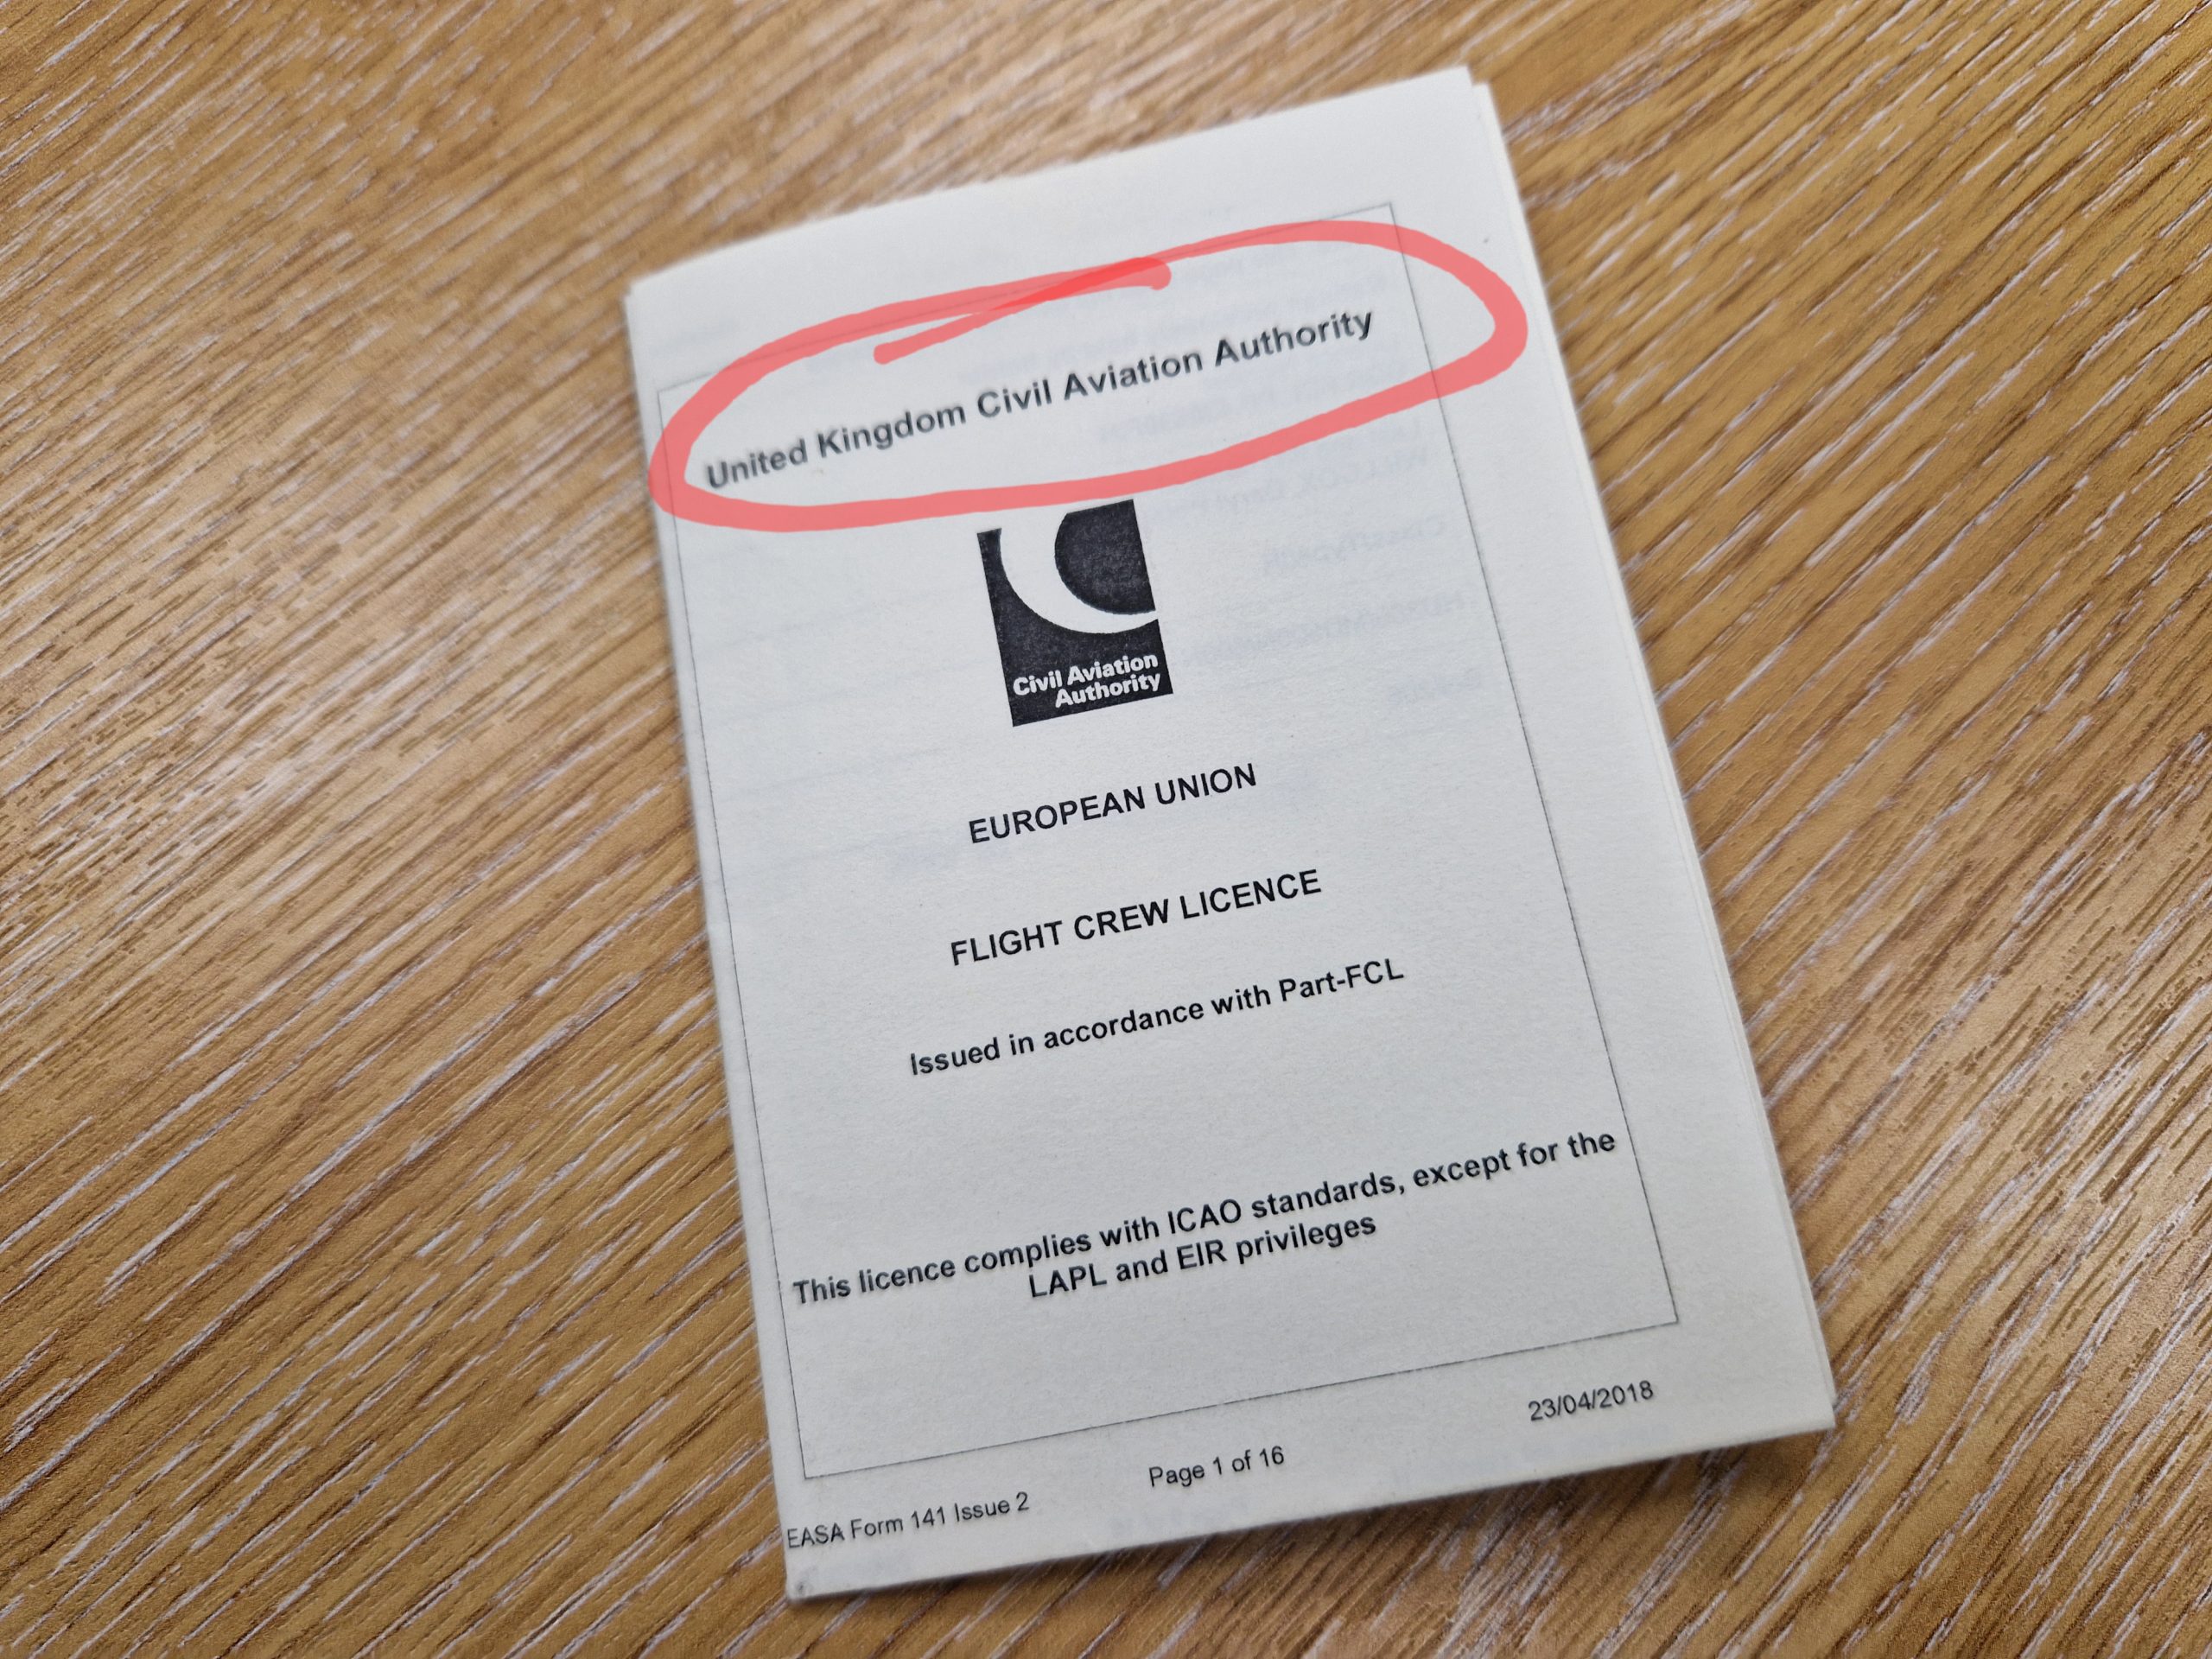 United Kingdom Civil Aviation Authority
Civil Aviation
Authority
EUROPEAN UNION
FLIGHT CREW LICENCE
Issued in accordance with Part-FCL
This licence complies with ICAO standards, except for the
LAPL and EIR privileges
EASA Form 141 Issue 2
Page 1 of 16
23/04/2018